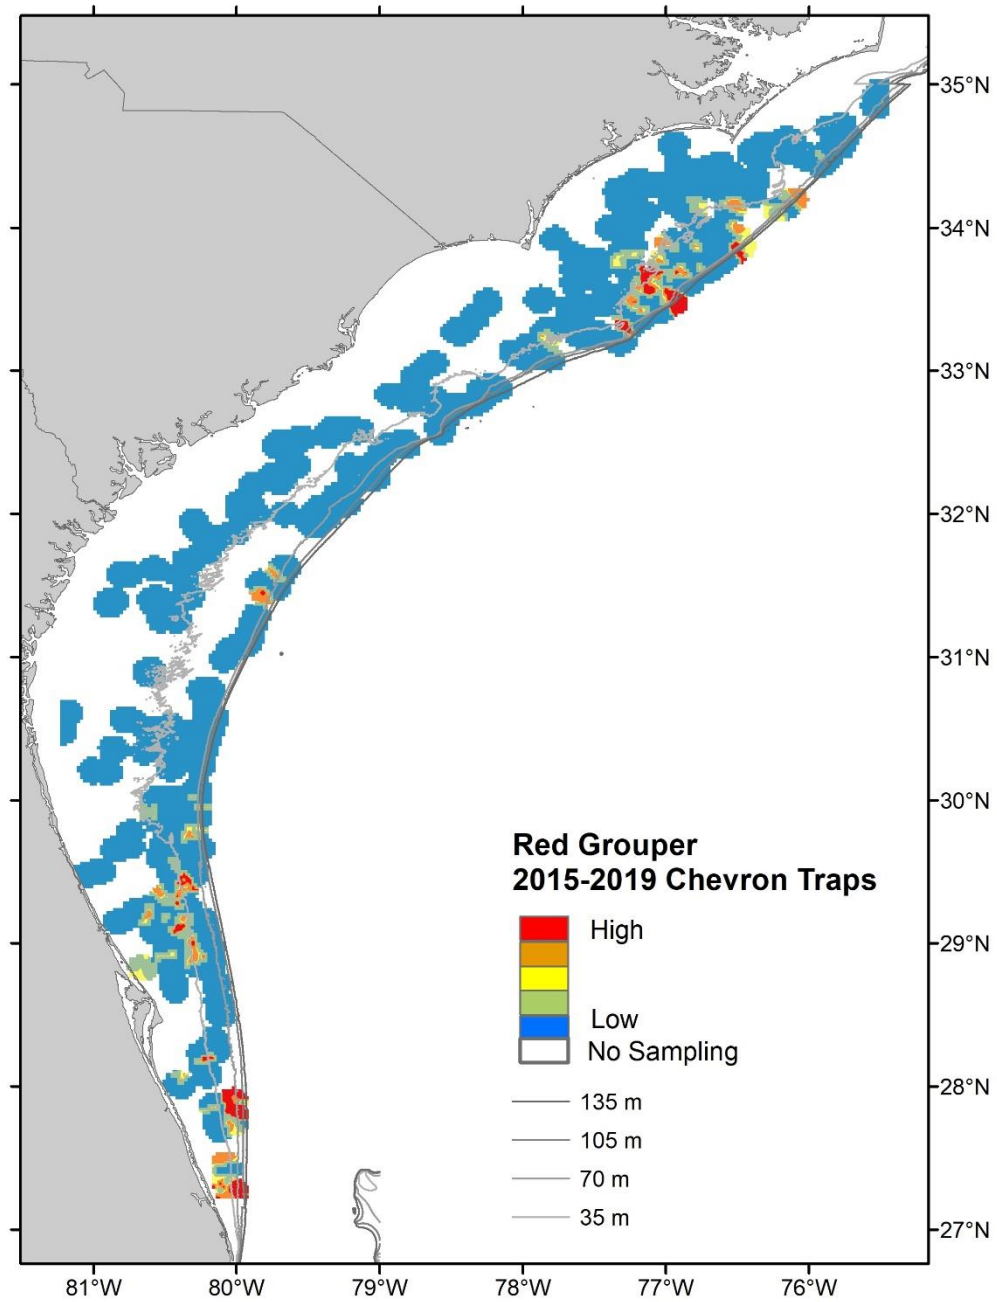 35°N
34°N
33°N
32°N
31°N
30°N
Red Grouper
2015-2019 Chevron Traps
High
29°N
Low
No Sampling
28°N
135 m
105 m
70 m
35 m
27°N
81°W 80°W 79°W 78°W 77°W 76°W